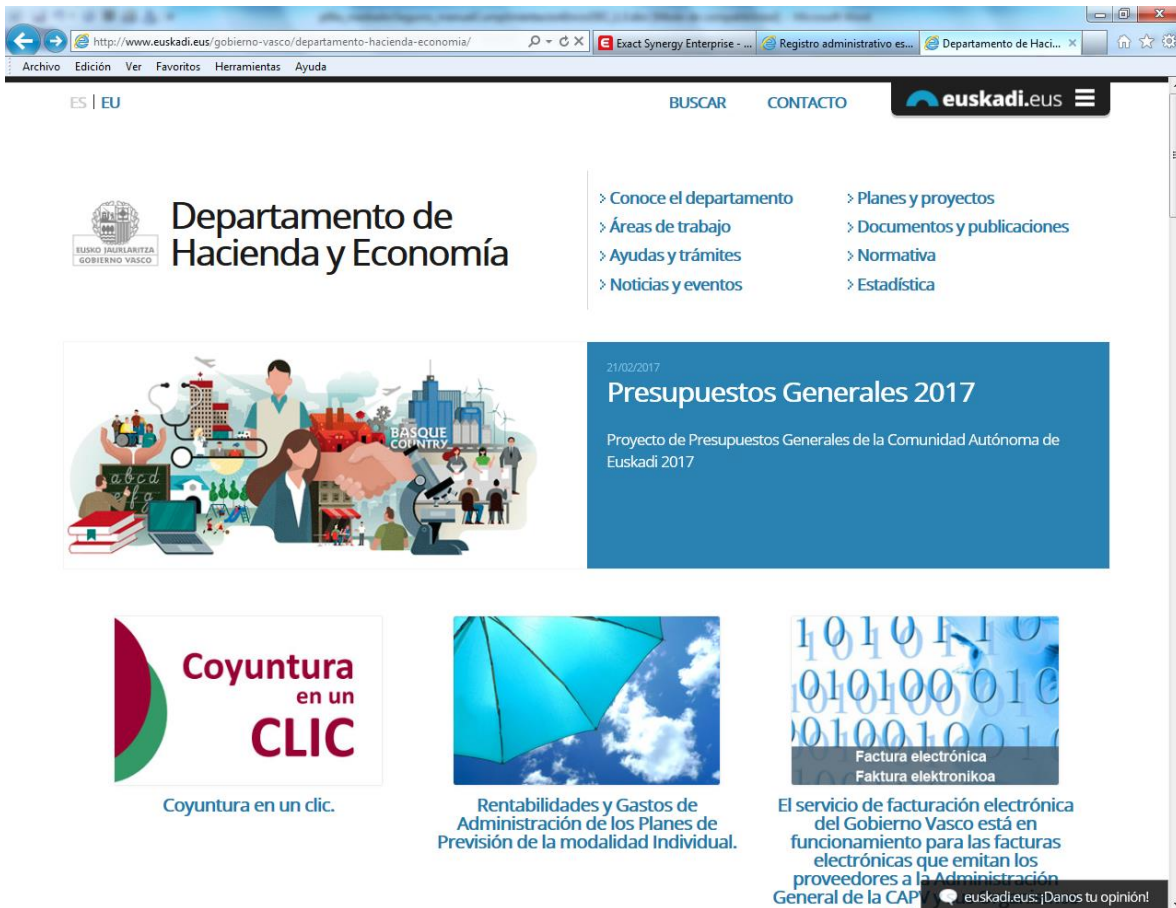 http://www.euskadi.eus/gobierno-vasco/departamento-hacienda-economia/
Exact Synergy Enterprise - ...
Registro administrativo es...
Departamento de Haci...
Archivo Edición Ver Favoritos Herramientas Ayuda
ES | EU
BUSCAR CONTACTO
euskadi.eus
EUSKO JAURLARITZA
GOBIERNO VASCO
Departamento de
Hacienda y Economía
> Conoce el departamento
> Áreas de trabajo
> Ayudas y trámites
> Noticias y eventos
> Planes y proyectos
> Documentos y publicaciones
> Normativa
> Estadística
BASQUE
COUNTRY
a b c d
e f g
21/02/2017
Presupuestos Generales 2017
Proyecto de Presupuestos Generales de la Comunidad Autónoma de
Euskadi 2017
Coyuntura
en un
CLIC
Coyuntura en un clic.
Rentabilidades y Gastos de
Administración de los Planes de
Previsión de la modalidad Individual.
Factura electrónica
Faktura elektronikoa
El servicio de facturación electrónica
del Gobierno Vasco está en
funcionamiento para las facturas
electrónicas que emitan los
proveedores a la Administración
General de la CAPV
euskadi.eus: ¡Danos tu opinión!